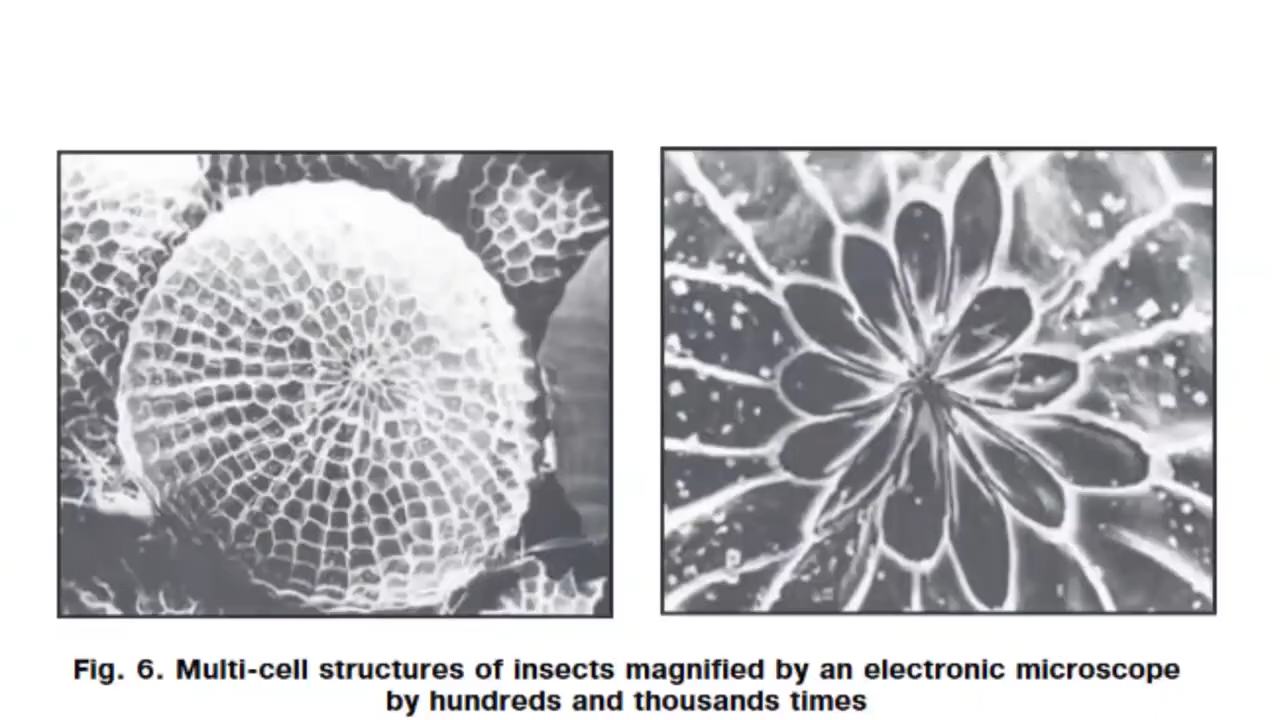 Fig. 6. Multi-cell structures of insects magnified by an electronic microscope
by hundreds and thousands times